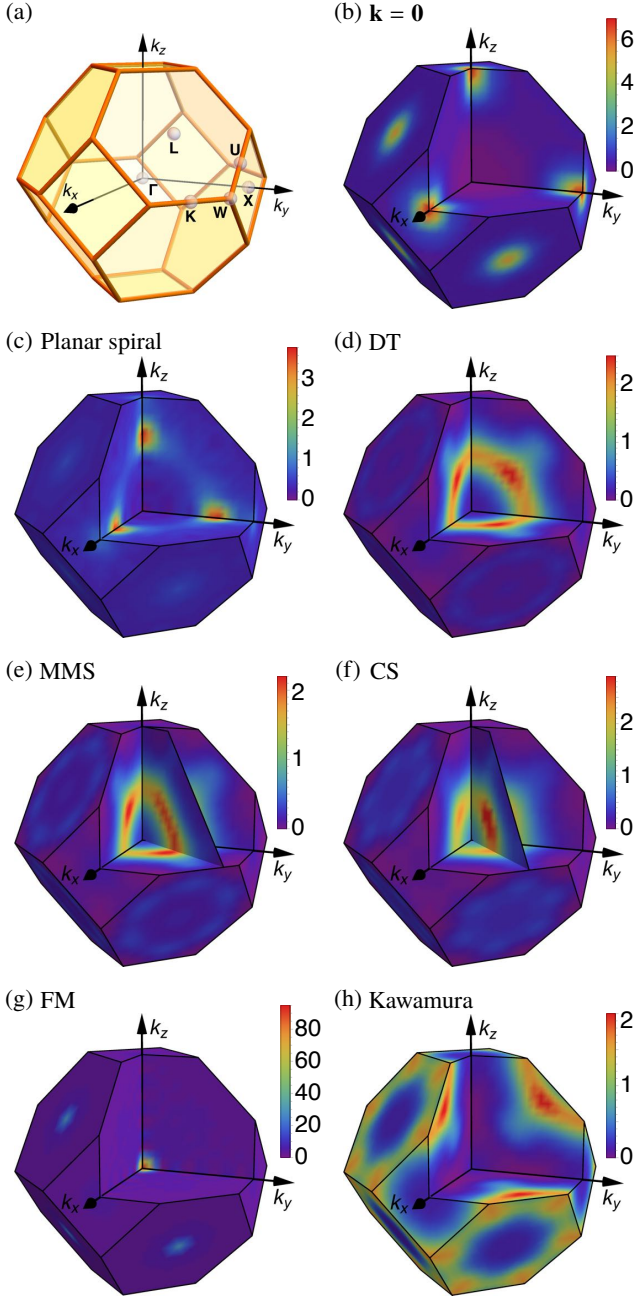 (a)
k_z
L
U
Γ
k_x
X
K
W
k_y
(b) k = 0
k_z
6
4
2
0
k_x
k_y
(c) Planar spiral
k_z
3
2
1
0
k_x
k_y
(d) DT
k_z
2
1
0
k_x
k_y
(e) MMS
k_z
2
1
0
k_x
k_y
(f) CS
k_z
2
1
0
k_x
k_y
(g) FM
k_z
80
60
40
20
0
k_x
k_y
(h) Kawamura
k_z
2
1
0
k_x
k_y